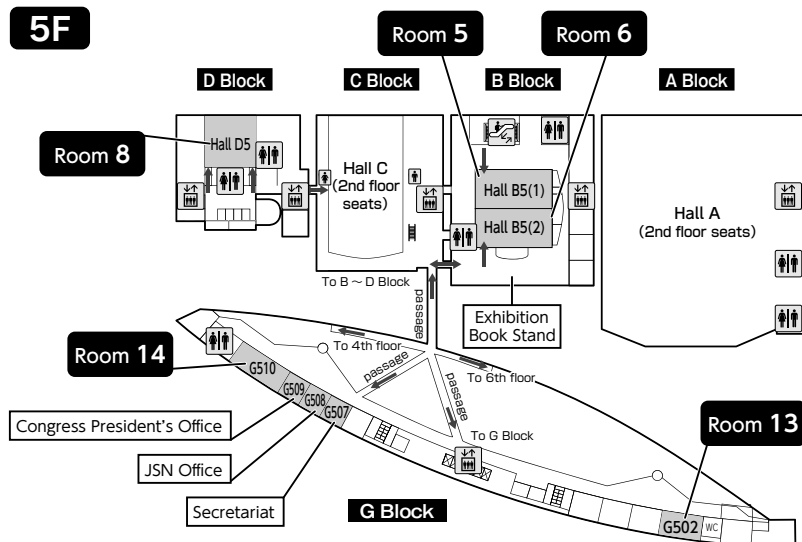 5F
Room 5
Room 6
D Block
C Block
B Block
A Block
Room 8
Hall D5
Hall C
(2nd floor
seats)
Hall B5(1)
Hall B5(2)
Hall A
(2nd floor seats)
To B ～ D Block
passage
Exhibition
Book Stand
To 4th floor
passage
To 6th floor
passage
Room 14
G510
G509
G508
G507
Congress President's Office
JSN Office
Secretariat
To G Block
Room 13
G Block
G502
WC